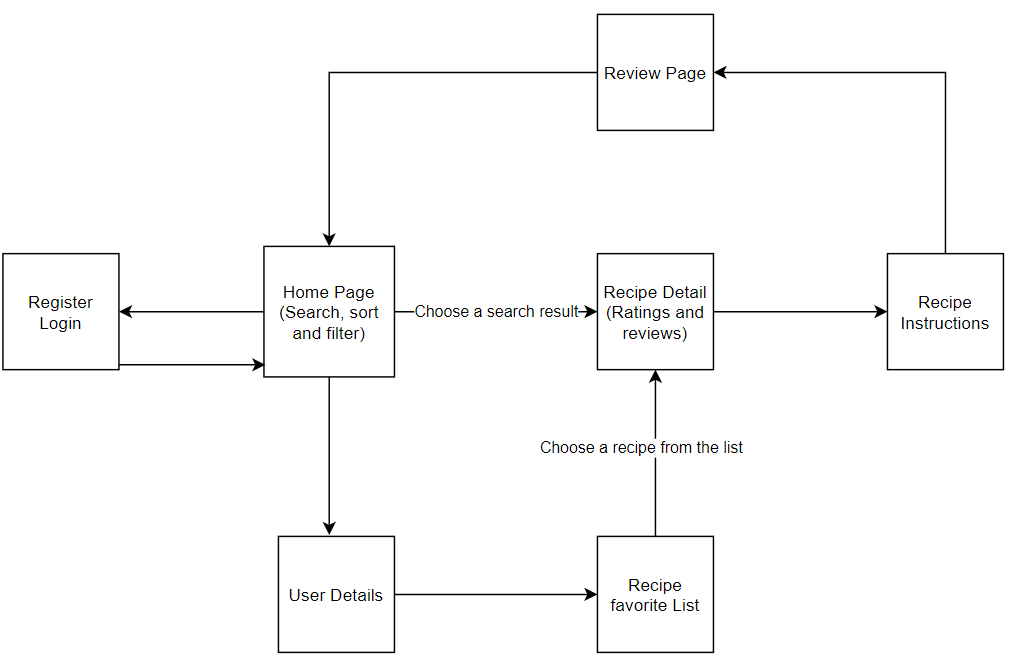 Review Page
Register
Login
Home Page
(Search, sort
and filter)
Choose a search result
Recipe Detail
(Ratings and
reviews)
Recipe
Instructions
Choose a recipe from the list
User Details
Recipe
favorite List